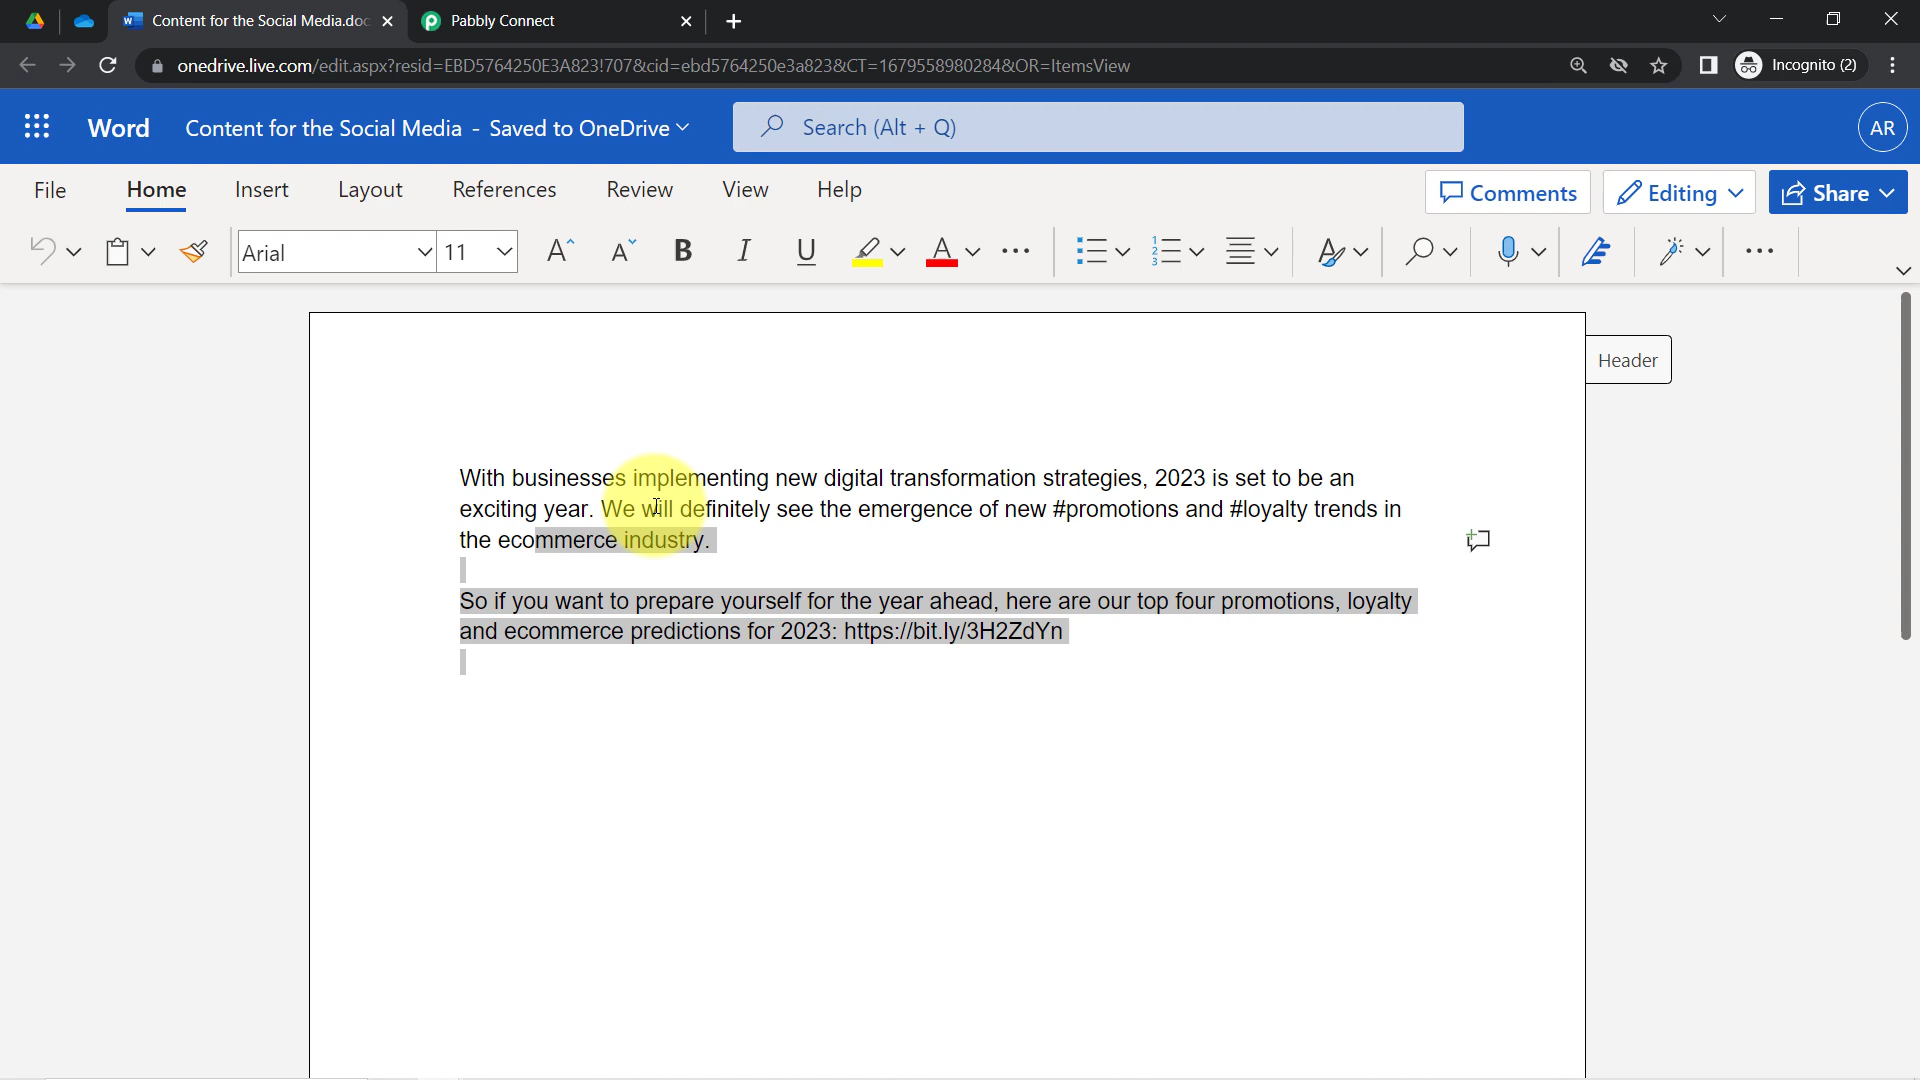 Content for the Social Media.doc
Pabbly Connect
onedrive.live.com/edit.aspx?resid=EBD5764250E3A823!707&cid=ebd5764250e3a823&CT=1679558980284&OR=ItemsView
Incognito (2)
Word
Content for the Social Media - Saved to OneDrive
Search (Alt + Q)
AR
File
Home
Insert
Layout
References
Review
View
Help
Comments
Editing
Share
Arial
11
Header
With businesses implementing new digital transformation strategies, 2023 is set to be an
exciting year. We will definitely see the emergence of new #promotions and #loyalty trends in
the ecommerce industry.
So if you want to prepare yourself for the year ahead, here are our top four promotions, loyalty
and ecommerce predictions for 2023: https://bit.ly/3H2ZdYn